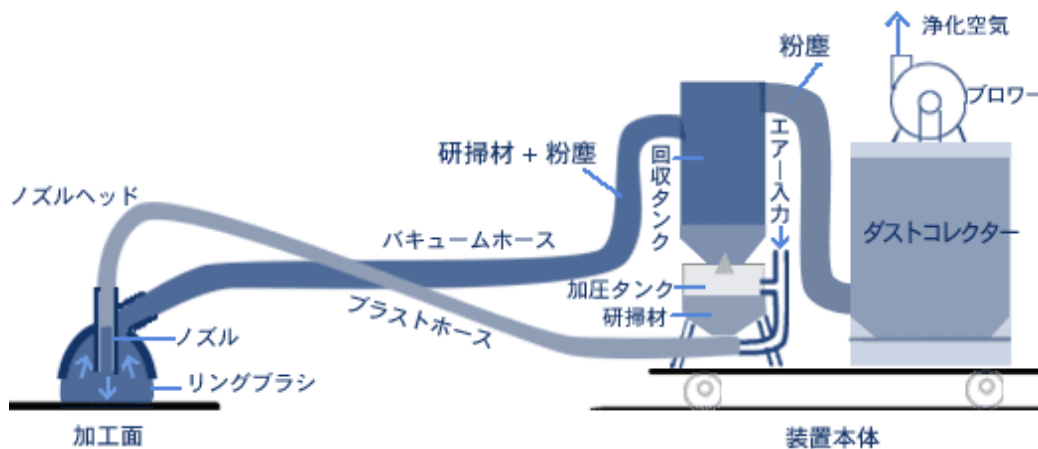 浄化空気
粉塵
ブロワー
エアー入力
研掃材 + 粉塵
回収タンク
ノズルヘッド
バキュームホース
ダストコレクター
加圧タンク
ブラストホース
研掃材
ノズル
リングブラシ
加工面
装置本体